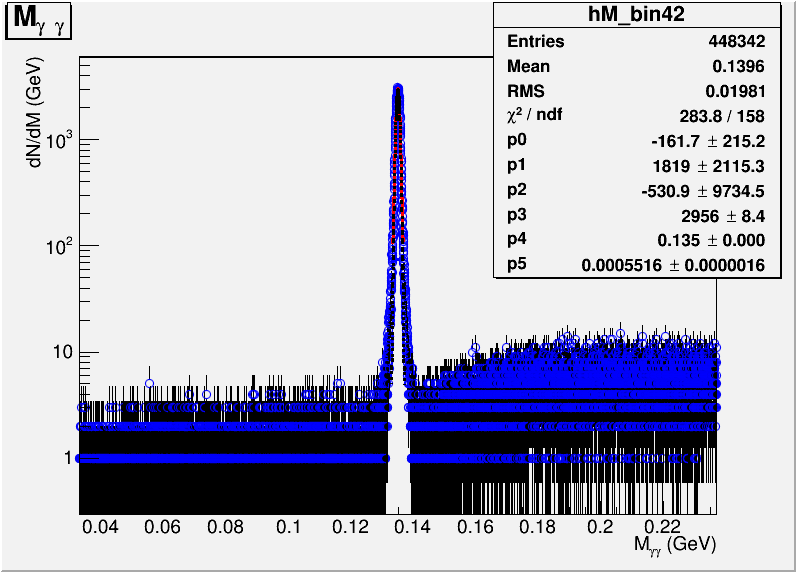 M γ γ
hM_bin42
Entries 448342
Mean 0.1396
RMS 0.01981
χ² / ndf 283.8 / 158
p0 -161.7 ± 215.2
p1 1819 ± 2115.3
p2 -530.9 ± 9734.5
p3 2956 ± 8.4
p4 0.135 ± 0.000
p5 0.0005516 ± 0.0000016
dN/dM (GeV)
10³
10²
10
1
0.04 0.06 0.08 0.1 0.12 0.14 0.16 0.18 0.2 0.22
Mγγ (GeV)